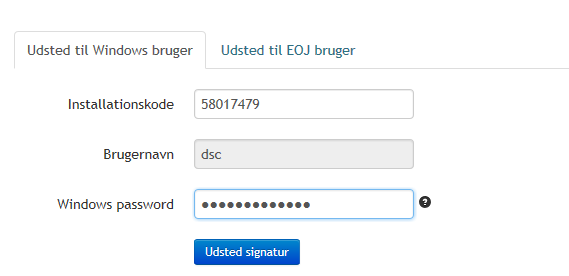 Udsted til Windows bruger
Udsted til EOJ bruger
Installationskode 58017479
Brugernavn dsc
Windows password ●●●●●●●●●●●●● ?
Udsted signatur